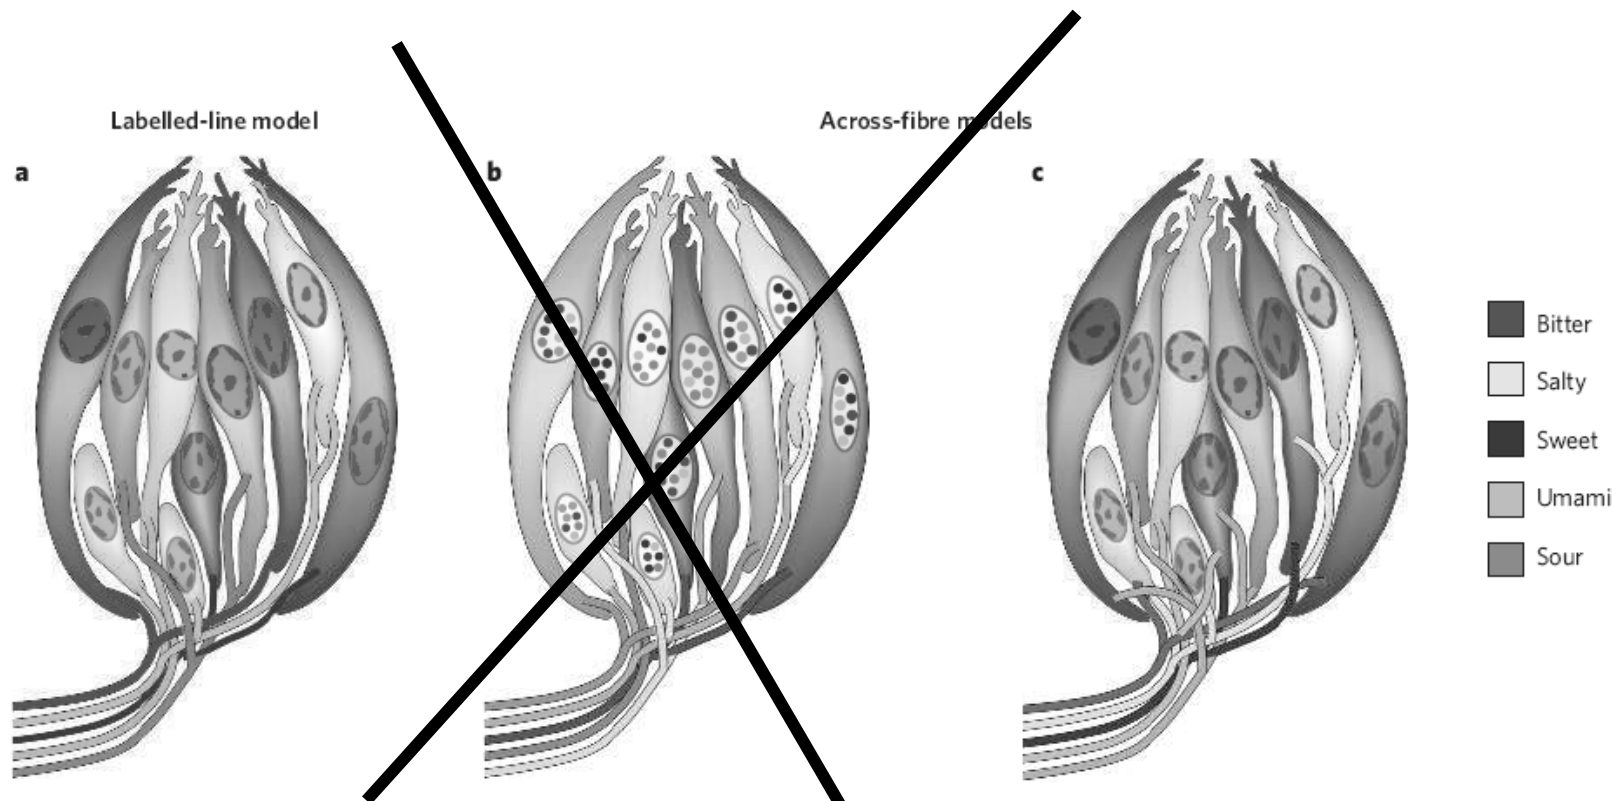 Labelled-line model
Across-fibre models
a
b
c
Bitter
Salty
Sweet
Umami
Sour